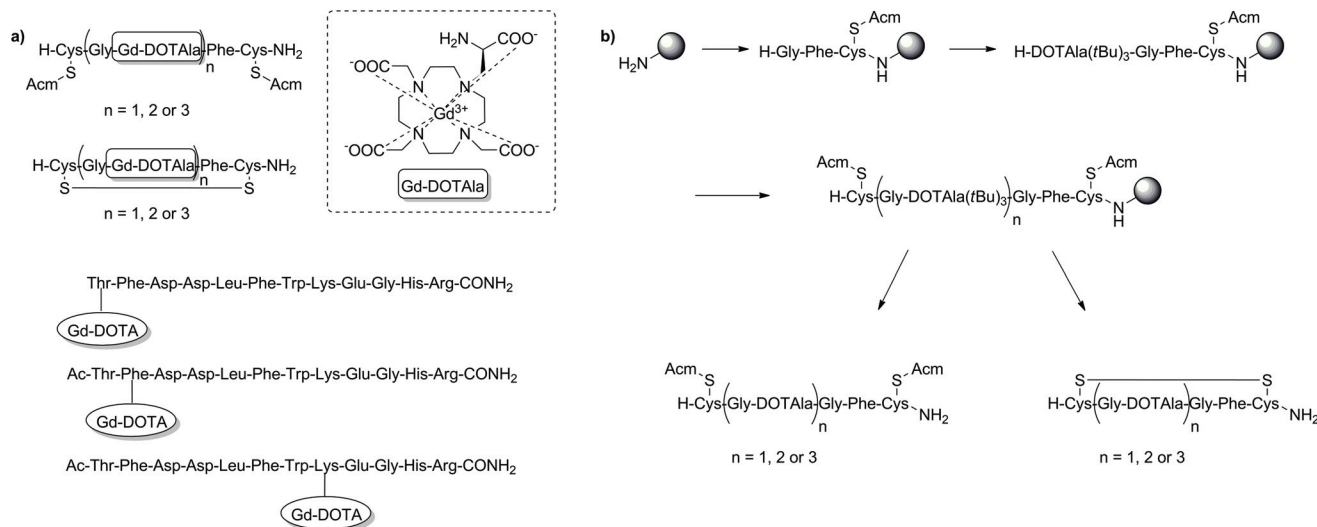 a)
H-Cys-(Gly-Gd-DOTAla)n-Phe-Cys-NH2
S S
Acm Acm
n = 1, 2 or 3
H-Cys-(Gly-Gd-DOTAla)n-Phe-Cys-NH2
S S
n = 1, 2 or 3
H2N COO⁻
⁻OOC
N N
Gd3+
N N
⁻OOC COO⁻
Gd-DOTAla
Thr-Phe-Asp-Asp-Leu-Phe-Trp-Lys-Glu-Gly-His-Arg-CONH2
Gd-DOTA
Ac-Thr-Phe-Asp-Asp-Leu-Phe-Trp-Lys-Glu-Gly-His-Arg-CONH2
Gd-DOTA
Ac-Thr-Phe-Asp-Asp-Leu-Phe-Trp-Lys-Glu-Gly-His-Arg-CONH2
Gd-DOTA
b)
H2N
S-Acm
H-Gly-Phe-Cys
N
H
S-Acm
H-DOTAla(tBu)3-Gly-Phe-Cys
N
H
Acm-S S-Acm
H-Cys-(Gly-DOTAla(tBu)3)n-Gly-Phe-Cys
N
H
Acm-S S-Acm
H-Cys-(Gly-DOTAla)n-Gly-Phe-Cys
NH2
n = 1, 2 or 3
S S
H-Cys-(Gly-DOTAla-)n-Gly-Phe-Cys
NH2
n = 1, 2 or 3